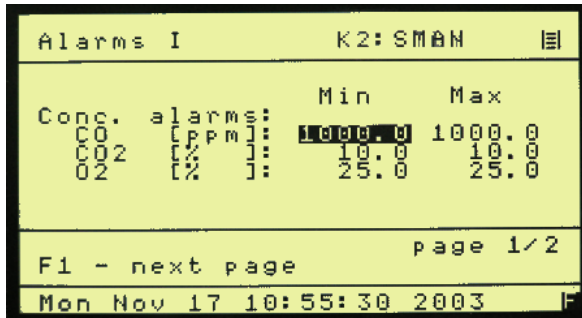 Alarms I K2:SMAN
Min Max
Conc. alarms:
CO [ppm]: 1000.0 1000.0
CO2 [% ]: 10.0 10.0
O2 [% ]: 25.0 25.0
page 1/2
F1 - next page
Mon Nov 17 10:55:30 2003 F